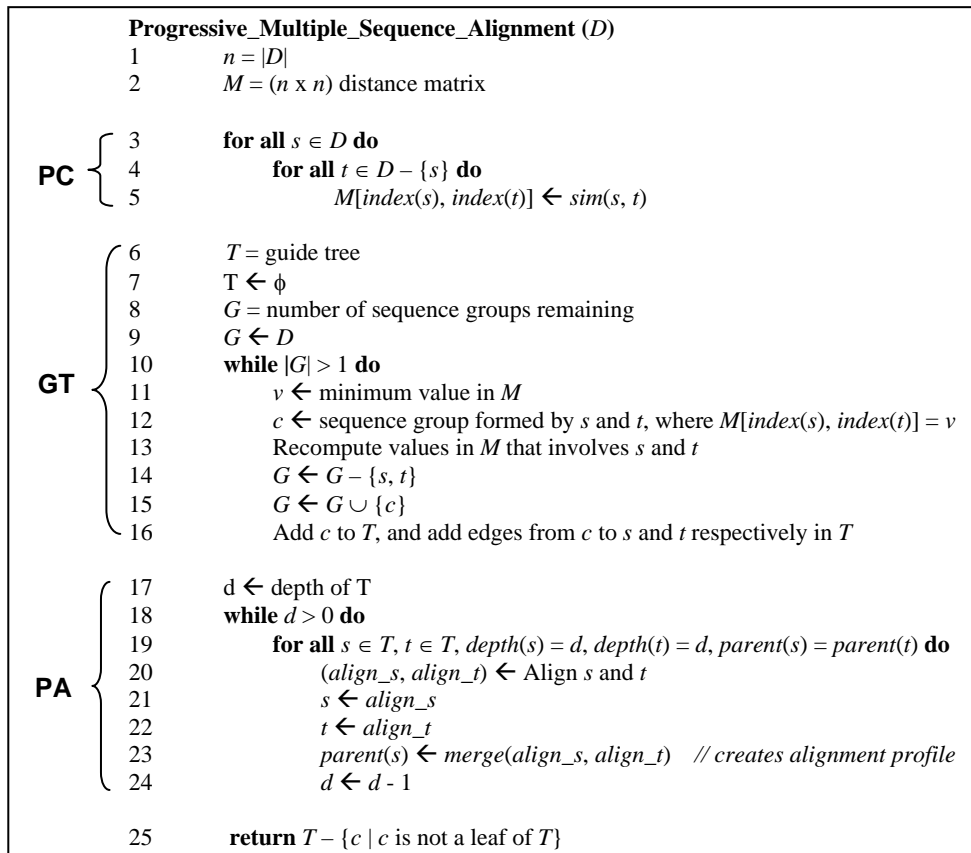 Progressive_Multiple_Sequence_Alignment (D)
1 n = |D|
2 M = (n x n) distance matrix
PC
3 for all s ∈ D do
4 for all t ∈ D – {s} do
5 M[index(s), index(t)] ← sim(s, t)
GT
6 T = guide tree
7 T ← ϕ
8 G = number of sequence groups remaining
9 G ← D
10 while |G| > 1 do
11 v ← minimum value in M
12 c ← sequence group formed by s and t, where M[index(s), index(t)] = v
13 Recompute values in M that involves s and t
14 G ← G – {s, t}
15 G ← G ∪ {c}
16 Add c to T, and add edges from c to s and t respectively in T
PA
17 d ← depth of T
18 while d > 0 do
19 for all s ∈ T, t ∈ T, depth(s) = d, depth(t) = d, parent(s) = parent(t) do
20 (align_s, align_t) ← Align s and t
21 s ← align_s
22 t ← align_t
23 parent(s) ← merge(align_s, align_t) // creates alignment profile
24 d ← d - 1
25 return T – {c | c is not a leaf of T}